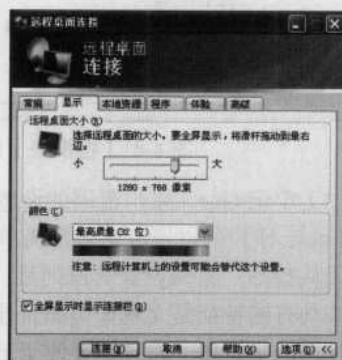 远程桌面连接
远程桌面
连接
常规 显示 本地资源 程序 体验 高级
远程桌面大小(R)
选择远程桌面的大小。要全屏显示，将滑杆拖动到最右
边。
小 大
1280 x 768 像素
颜色(C)
最高质量(32 位)
注意: 远程计算机上的设置可能会替代这个设置。
全屏显示时显示连接栏(D)
连接(N) 取消 帮助(H) 选项(O) <<